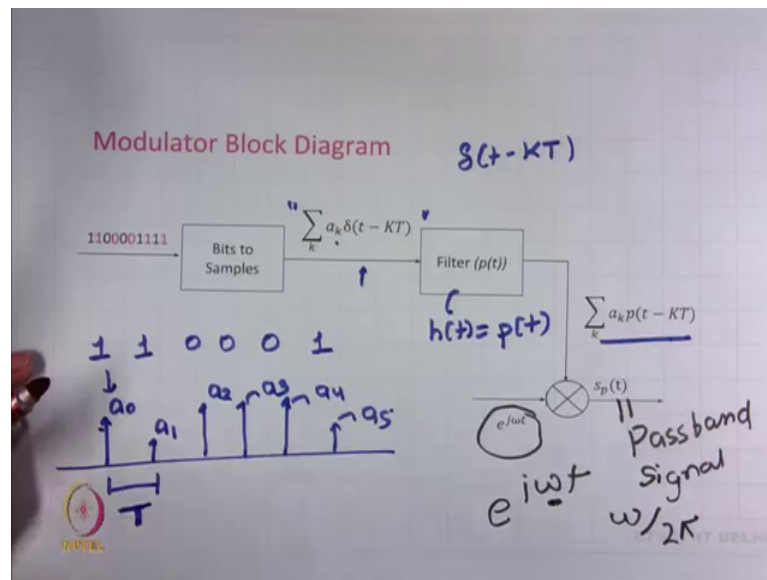 Modulator Block Diagram
δ(t-KT)
1100001111
Bits to
Samples
" ∑ₖ aₖδ(t − KT) "
Filter (p(t))
h(t) = p(t)
∑ₖ aₖp(t − KT)
1 1 0 0 0 1
a0 a1 a2 a3 a4 a5
T
e^{jωt}
sₚ(t)
e^{jωt}
Passband
signal
ω/2π
NPTEL